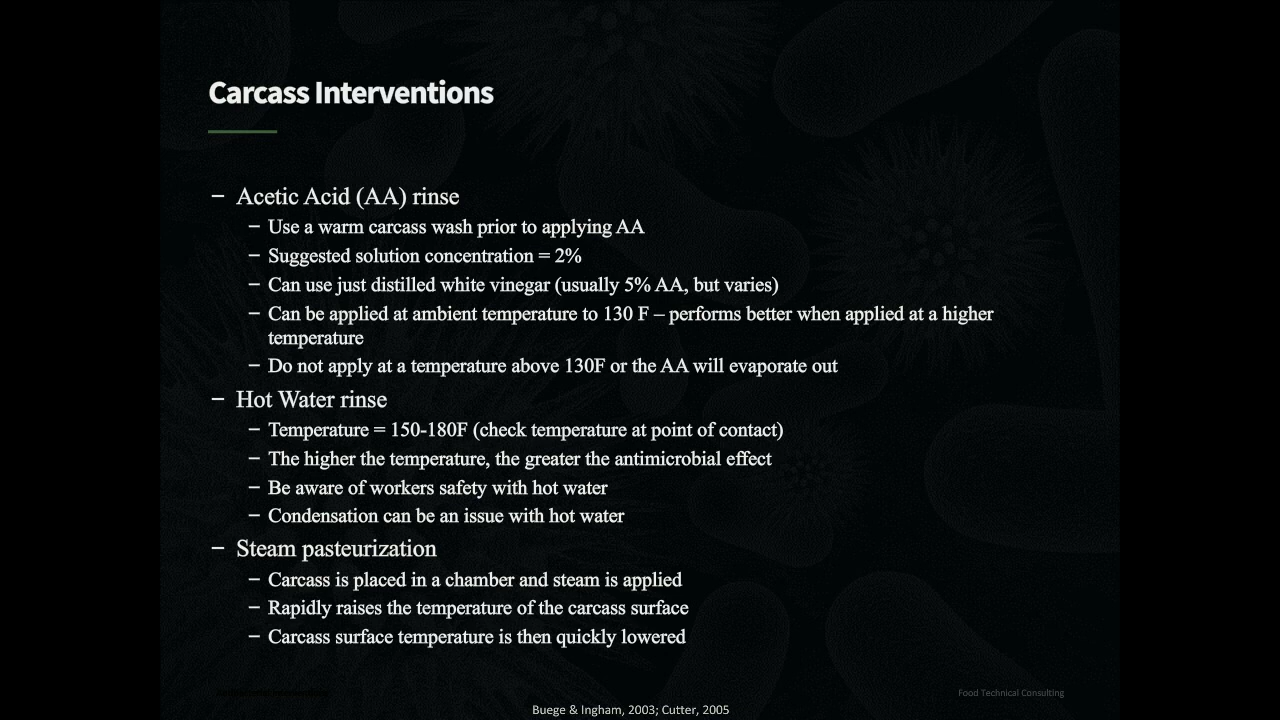 Carcass Interventions
– Acetic Acid (AA) rinse
– Use a warm carcass wash prior to applying AA
– Suggested solution concentration = 2%
– Can use just distilled white vinegar (usually 5% AA, but varies)
– Can be applied at ambient temperature to 130 F – performs better when applied at a higher
temperature
– Do not apply at a temperature above 130F or the AA will evaporate out
– Hot Water rinse
– Temperature = 150-180F (check temperature at point of contact)
– The higher the temperature, the greater the antimicrobial effect
– Be aware of workers safety with hot water
– Condensation can be an issue with hot water
– Steam pasteurization
– Carcass is placed in a chamber and steam is applied
– Rapidly raises the temperature of the carcass surface
– Carcass surface temperature is then quickly lowered
Food Technical Consulting
Buege & Ingham, 2003; Cutter, 2005